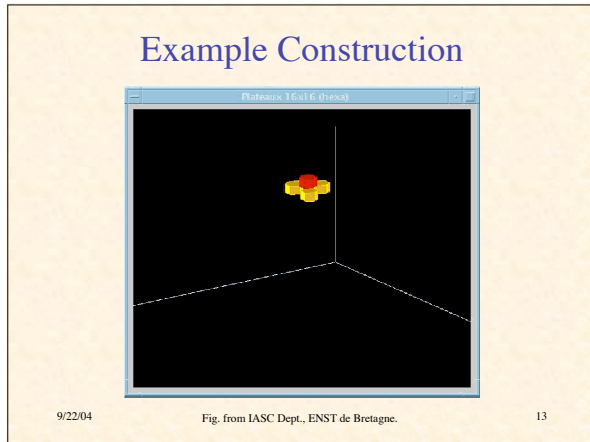 Example Construction
Plateaux 16x16 (hexa)
9/22/04
Fig. from IASC Dept., ENST de Bretagne.
13